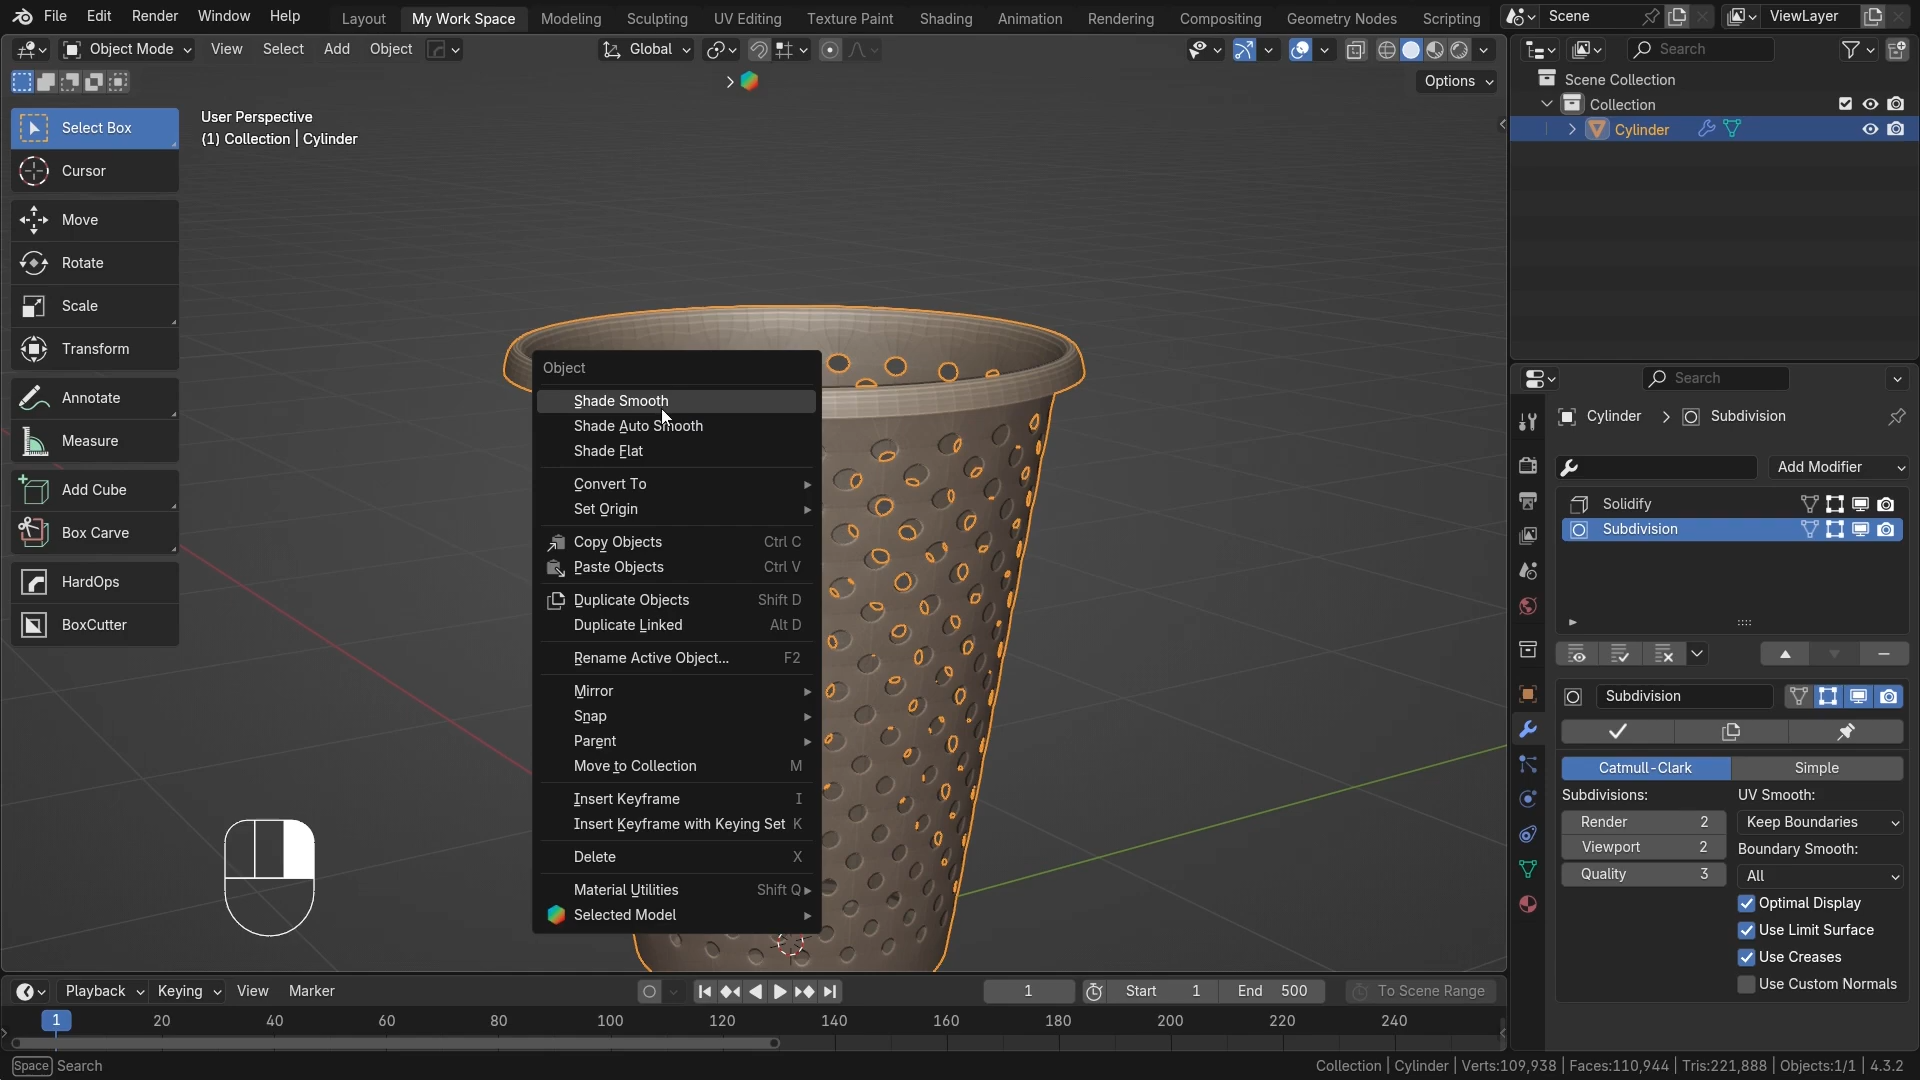 File Edit Render Window Help Layout My Work Space Modeling Sculpting UV Editing Texture Paint Shading Animation Rendering Compositing Geometry Nodes Scripting Scene ViewLayer
Object Mode View Select Add Object Global Search
Options
User Perspective
(1) Collection | Cylinder
Select Box
Cursor
Move
Rotate
Scale
Transform
Annotate
Measure
Add Cube
Box Carve
HardOps
BoxCutter
Object
Shade Smooth
Shade Auto Smooth
Shade Flat
Convert To
Set Origin
Copy Objects Ctrl C
Paste Objects Ctrl V
Duplicate Objects Shift D
Duplicate Linked Alt D
Rename Active Object... F2
Mirror
Snap
Parent
Move to Collection M
Insert Keyframe I
Insert Keyframe with Keying Set K
Delete X
Material Utilities Shift Q
Selected Model
Scene Collection
Collection
Cylinder
Search
Cylinder > Subdivision
Add Modifier
Solidify
Subdivision
Subdivision
Catmull-Clark Simple
Subdivisions: UV Smooth:
Render 2 Keep Boundaries
Viewport 2 Boundary Smooth:
Quality 3 All
Optimal Display
Use Limit Surface
Use Creases
Use Custom Normals
Playback Keying View Marker 1 Start 1 End 500 To Scene Range
1 20 40 60 80 100 120 140 160 180 200 220 240
Space Search Collection | Cylinder | Verts:109,938 | Faces:110,944 | Tris:221,888 | Objects:1/1 | 4.3.2